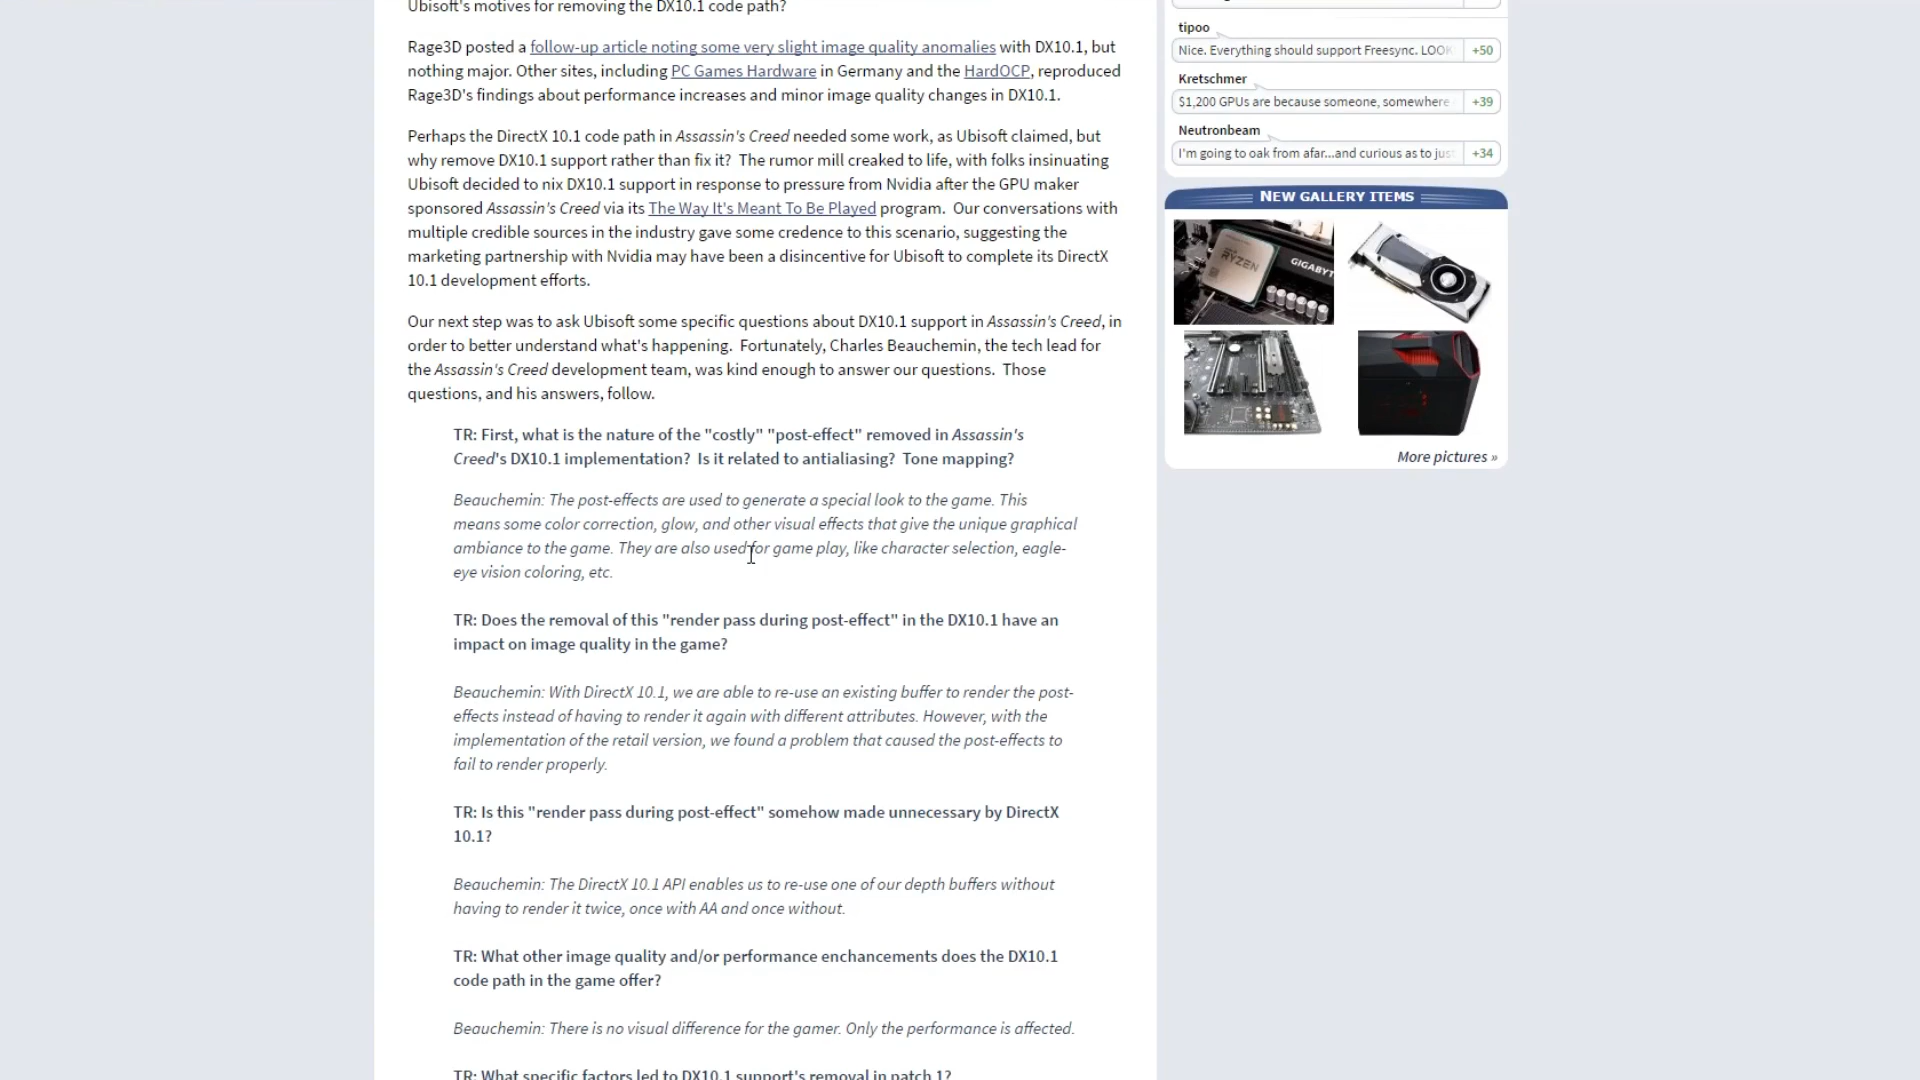 Ubisoft's motives for removing the DX10.1 code path?
Rage3D posted a follow-up article noting some very slight image quality anomalies with DX10.1, but
nothing major. Other sites, including PC Games Hardware in Germany and the HardOCP, reproduced
Rage3D's findings about performance increases and minor image quality changes in DX10.1.
Perhaps the DirectX 10.1 code path in Assassin's Creed needed some work, as Ubisoft claimed, but
why remove DX10.1 support rather than fix it? The rumor mill creaked to life, with folks insinuating
Ubisoft decided to nix DX10.1 support in response to pressure from Nvidia after the GPU maker
sponsored Assassin's Creed via its The Way It's Meant To Be Played program. Our conversations with
multiple credible sources in the industry gave some credence to this scenario, suggesting the
marketing partnership with Nvidia may have been a disincentive for Ubisoft to complete its DirectX
10.1 development efforts.
Our next step was to ask Ubisoft some specific questions about DX10.1 support in Assassin's Creed, in
order to better understand what's happening. Fortunately, Charles Beauchemin, the tech lead for
the Assassin's Creed development team, was kind enough to answer our questions. Those
questions, and his answers, follow.
TR: First, what is the nature of the "costly" "post-effect" removed in Assassin's
Creed's DX10.1 implementation? Is it related to antialiasing? Tone mapping?
Beauchemin: The post-effects are used to generate a special look to the game. This
means some color correction, glow, and other visual effects that give the unique graphical
ambiance to the game. They are also used for game play, like character selection, eagle-
eye vision coloring, etc.
TR: Does the removal of this "render pass during post-effect" in the DX10.1 have an
impact on image quality in the game?
Beauchemin: With DirectX 10.1, we are able to re-use an existing buffer to render the post-
effects instead of having to render it again with different attributes. However, with the
implementation of the retail version, we found a problem that caused the post-effects to
fail to render properly.
TR: Is this "render pass during post-effect" somehow made unnecessary by DirectX
10.1?
Beauchemin: The DirectX 10.1 API enables us to re-use one of our depth buffers without
having to render it twice, once with AA and once without.
TR: What other image quality and/or performance enchancements does the DX10.1
code path in the game offer?
Beauchemin: There is no visual difference for the gamer. Only the performance is affected.
TR: What specific factors led to DX10.1 support's removal in patch 1?
tipoo
Nice. Everything should support Freesync. LOOK +50
Kretschmer
$1,200 GPUs are because someone, somewhere +39
Neutronbeam
I'm going to oak from afar...and curious as to just +34
NEW GALLERY ITEMS
RYZEN
GIGABYT
More pictures »